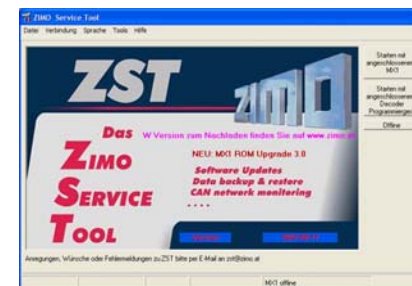 ZIMO Service Tool
Datei Verbindung Sprache Tools Hilfe
ZST
ZIMO
Starten mit
angeschlossenem
MX1
Starten mit
angeschlossenem
Decoder
Programmiergerät
Offline
Das
W Version zum Nachladen finden Sie auf www.zimo.at
ZIMO
SERVICE
TOOL
NEU: MX1 ROM Upgrade 3.0
Software Updates
Data backup & restore
CAN network monitoring
. . . .
Anregungen, Wünsche oder Fehlermeldungen zu ZST bitte per E-Mail an zst@zimo.at
MX1 offline